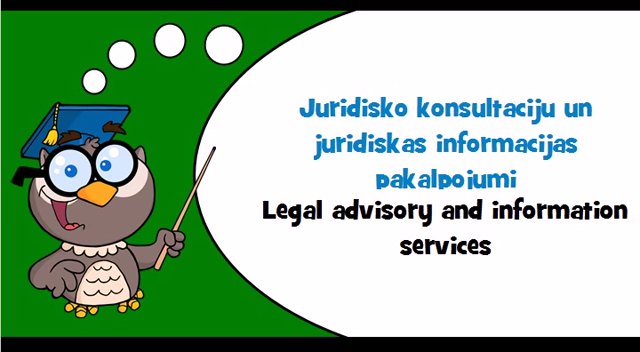 Juridisko konsultaciju un
juridiskas informacijas
pakalpojumi
Legal advisory and information
services